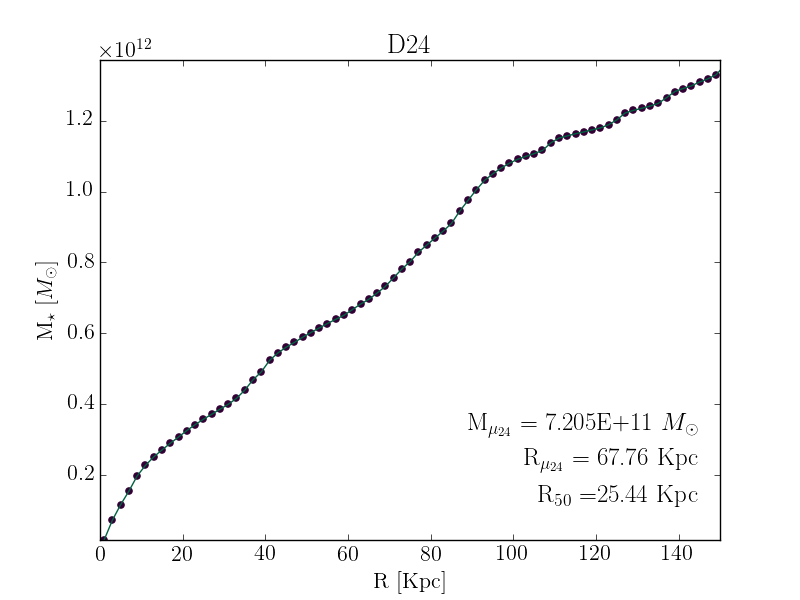 D24
×10¹²
1.2
1.0
0.8
0.6
0.4
0.2
M⋆ [M⊙]
M_μ₂₄ = 7.205E+11 M⊙
R_μ₂₄ = 67.76 Kpc
R₅₀ =25.44 Kpc
0 20 40 60 80 100 120 140
R [Kpc]